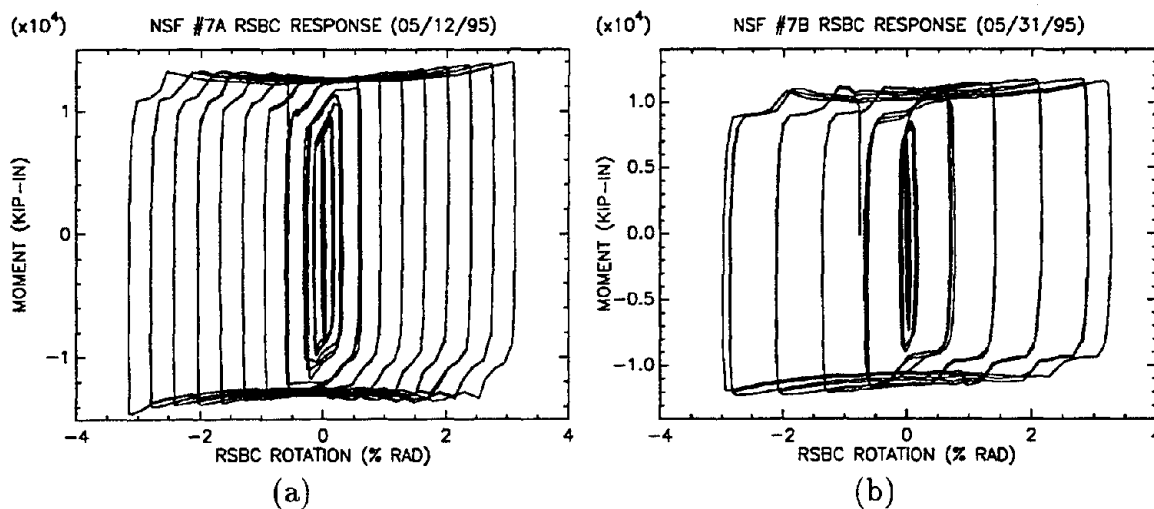 (x10⁴) NSF #7A RSBC RESPONSE (05/12/95)
MOMENT (KIP-IN)
1
0
-1
-4 -2 0 2 4
RSBC ROTATION (% RAD)
(a)
(x10⁴) NSF #7B RSBC RESPONSE (05/31/95)
MOMENT (KIP-IN)
1.0
0.5
0.0
-0.5
-1.0
-4 -2 0 2 4
RSBC ROTATION (% RAD)
(b)